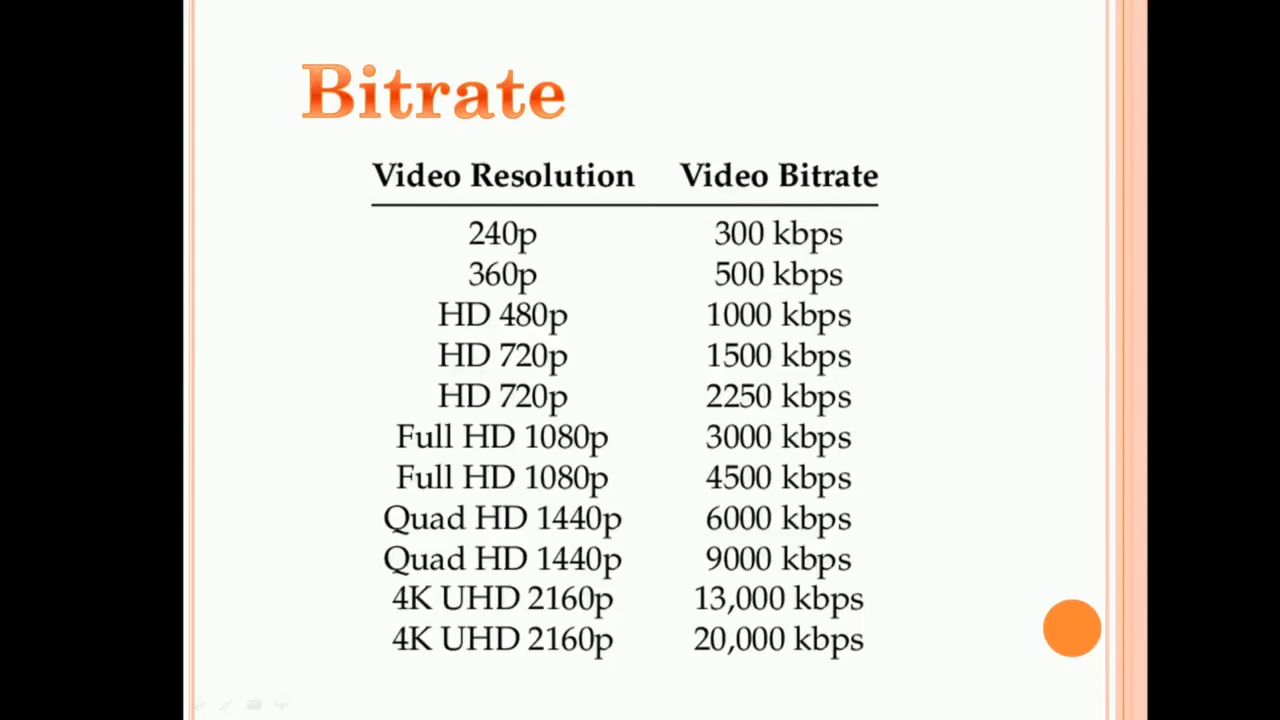 Bitrate
Video Resolution Video Bitrate
240p 300 kbps
360p 500 kbps
HD 480p 1000 kbps
HD 720p 1500 kbps
HD 720p 2250 kbps
Full HD 1080p 3000 kbps
Full HD 1080p 4500 kbps
Quad HD 1440p 6000 kbps
Quad HD 1440p 9000 kbps
4K UHD 2160p 13,000 kbps
4K UHD 2160p 20,000 kbps